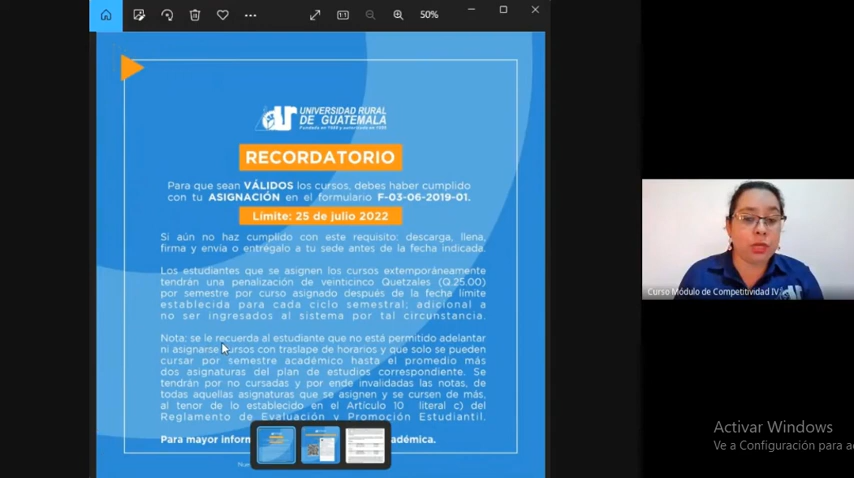 50%
UNIVERSIDAD RURAL
DE GUATEMALA
RECORDATORIO
Para que sean VÁLIDOS los cursos, debes haber cumplido
con tu ASIGNACIÓN en el formulario F-03-06-2019-01.
Límite: 25 de julio 2022
Si aún no haz cumplido con este requisito: descarga, llena,
firma y envía o entrégalo a tu sede antes de la fecha indicada.
Los estudiantes que se asignen los cursos extemporáneamente
tendrán una penalización de veinticinco Quetzales (Q.25.00)
por semestre por curso asignado después de la fecha límite
establecida para cada ciclo semestral; adicional a
no ser ingresados al sistema por tal circunstancia.
Nota: se le recuerda al estudiante que no está permitido adelantar
ni asignarse cursos con traslape de horarios y que solo se pueden
cursar por semestre académico hasta el promedio más
dos asignaturas del plan de estudios correspondiente. Se
tendrán por no cursadas y por ende invalidadas las notas, de
todas aquellas asignaturas que se asignen y se cursen de más,
al tenor de lo establecido en el Artículo 10 literal c) del
Reglamento de Evaluación y Promoción Estudiantil.
Para mayor inform académica.
Curso Módulo de Competitividad IV
Activar Windows
Ve a Configuración para a